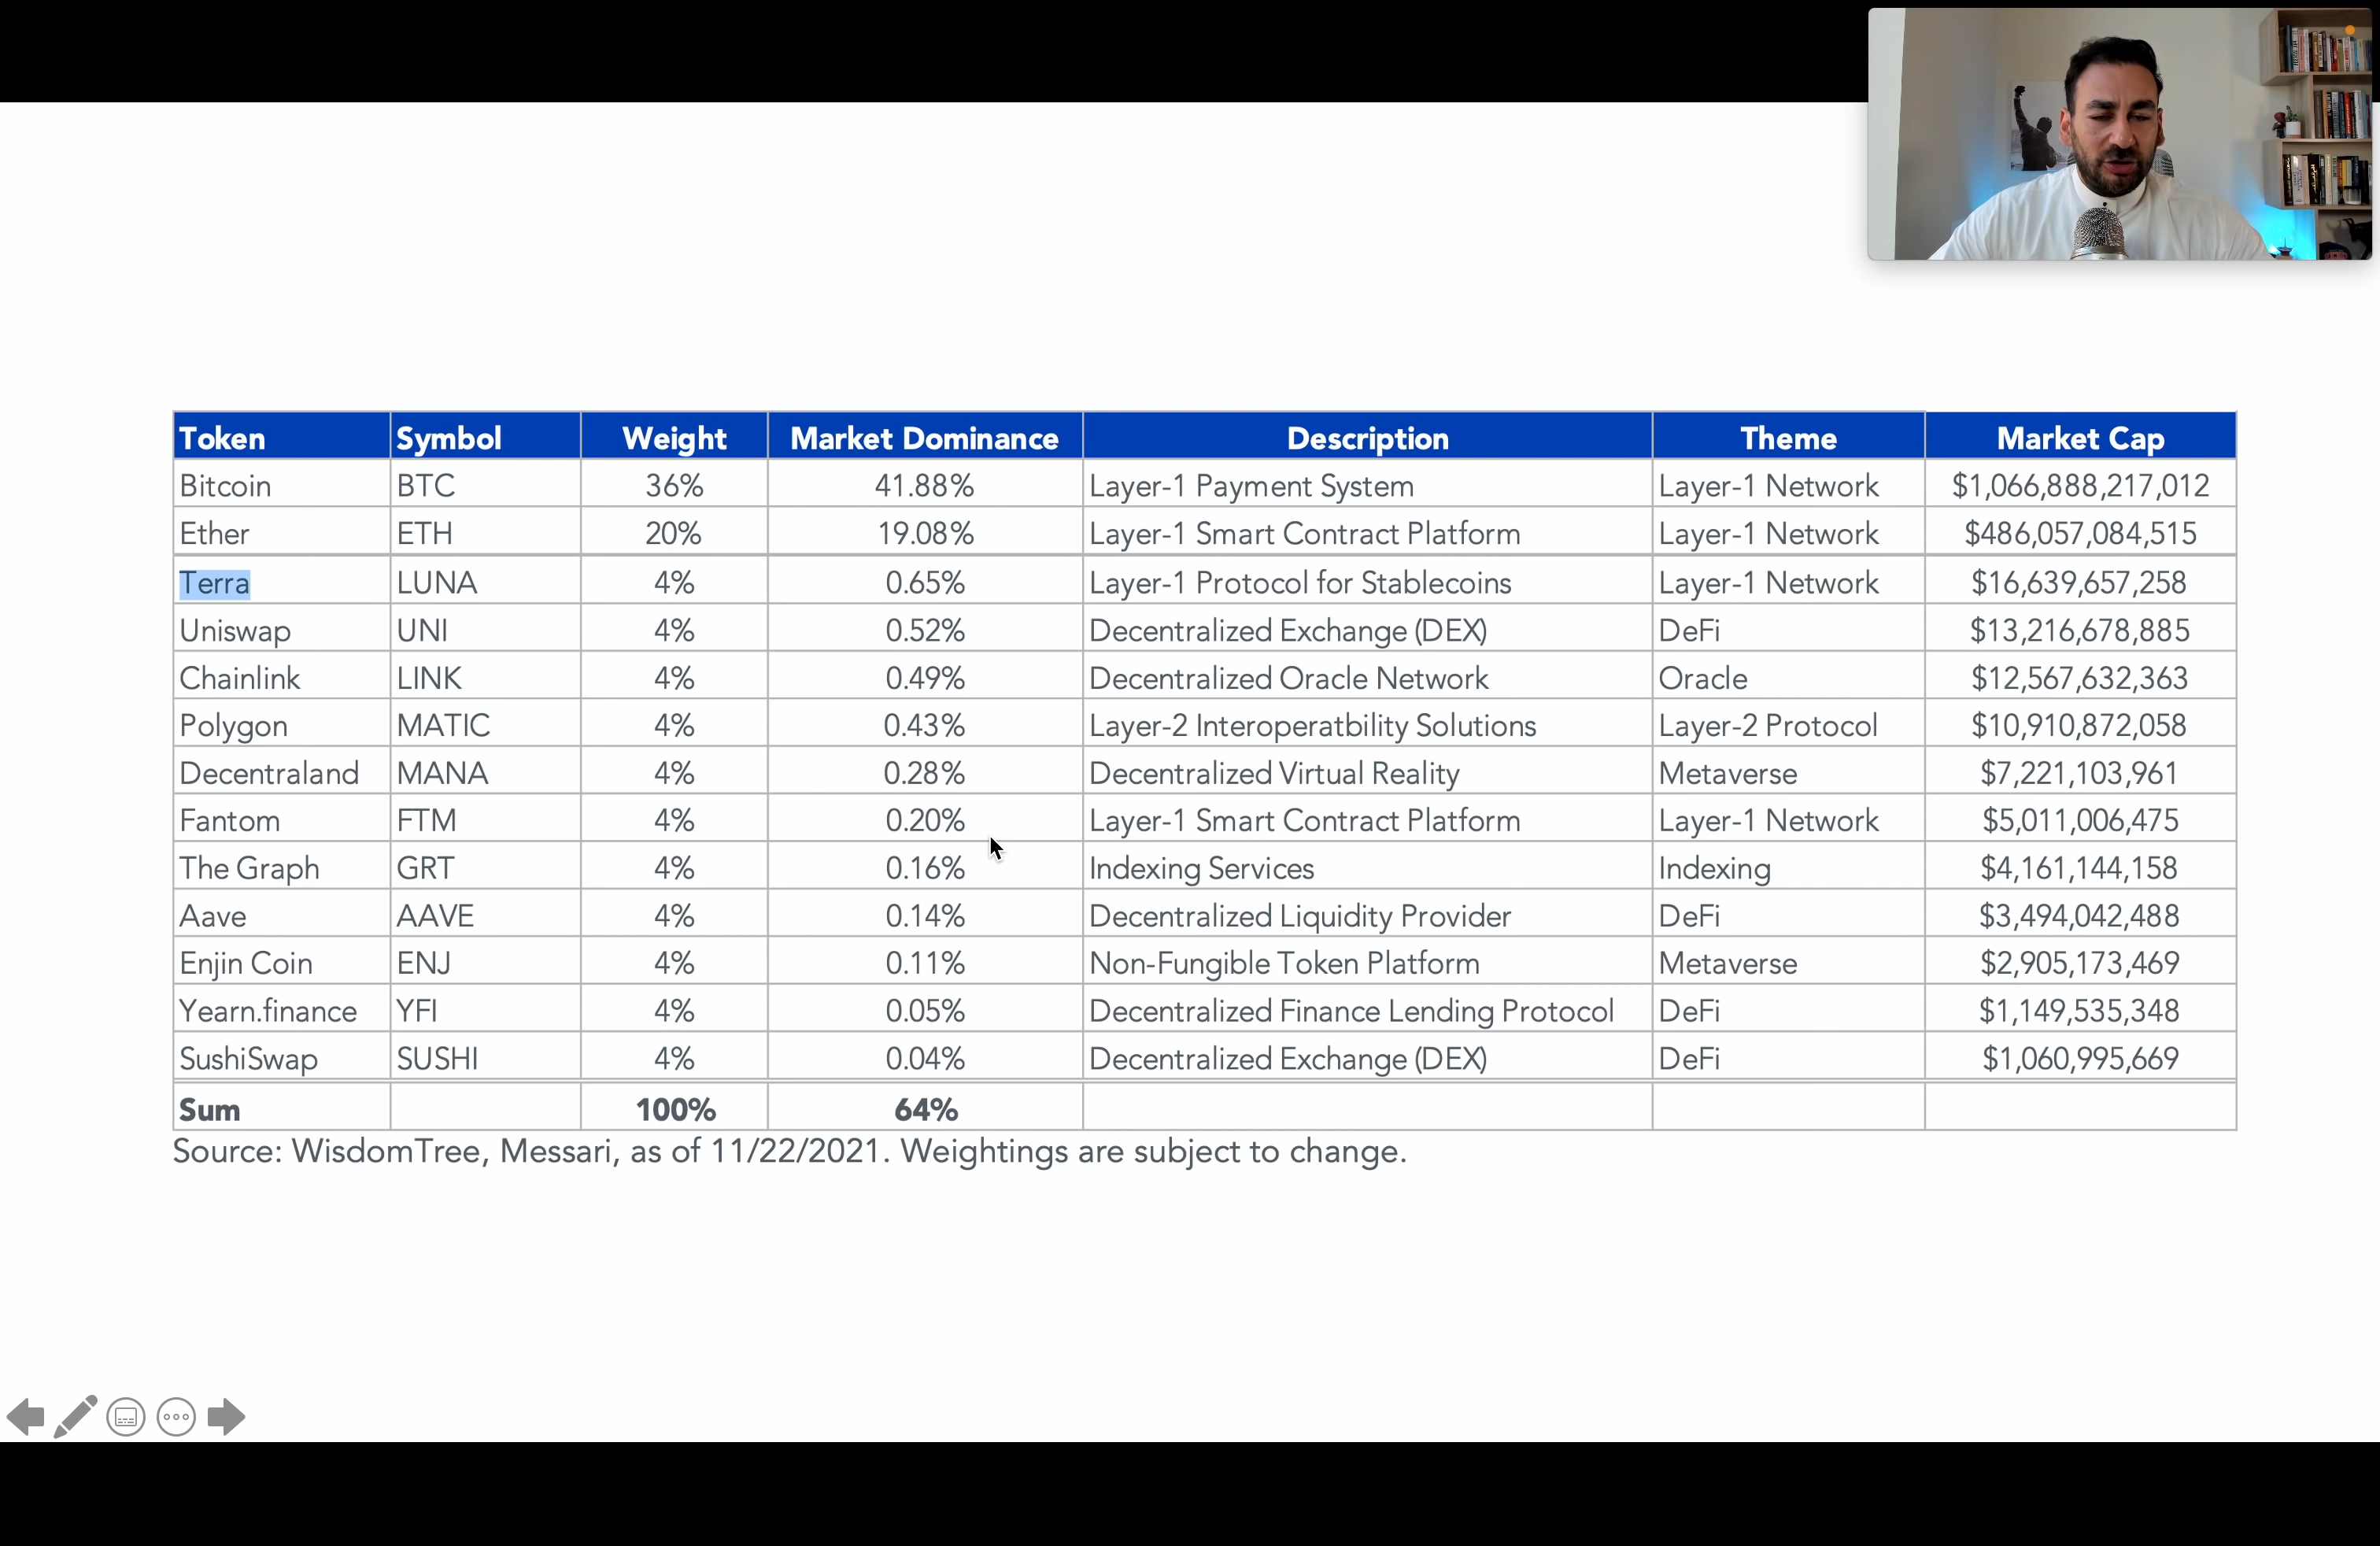 Token Symbol Weight Market Dominance Description Theme Market Cap
Bitcoin BTC 36% 41.88% Layer-1 Payment System Layer-1 Network $1,066,888,217,012
Ether ETH 20% 19.08% Layer-1 Smart Contract Platform Layer-1 Network $486,057,084,515
Terra LUNA 4% 0.65% Layer-1 Protocol for Stablecoins Layer-1 Network $16,639,657,258
Uniswap UNI 4% 0.52% Decentralized Exchange (DEX) DeFi $13,216,678,885
Chainlink LINK 4% 0.49% Decentralized Oracle Network Oracle $12,567,632,363
Polygon MATIC 4% 0.43% Layer-2 Interoperatbility Solutions Layer-2 Protocol $10,910,872,058
Decentraland MANA 4% 0.28% Decentralized Virtual Reality Metaverse $7,221,103,961
Fantom FTM 4% 0.20% Layer-1 Smart Contract Platform Layer-1 Network $5,011,006,475
The Graph GRT 4% 0.16% Indexing Services Indexing $4,161,144,158
Aave AAVE 4% 0.14% Decentralized Liquidity Provider DeFi $3,494,042,488
Enjin Coin ENJ 4% 0.11% Non-Fungible Token Platform Metaverse $2,905,173,469
Yearn.finance YFI 4% 0.05% Decentralized Finance Lending Protocol DeFi $1,149,535,348
SushiSwap SUSHI 4% 0.04% Decentralized Exchange (DEX) DeFi $1,060,995,669
Sum 100% 64%
Source: WisdomTree, Messari, as of 11/22/2021. Weightings are subject to change.